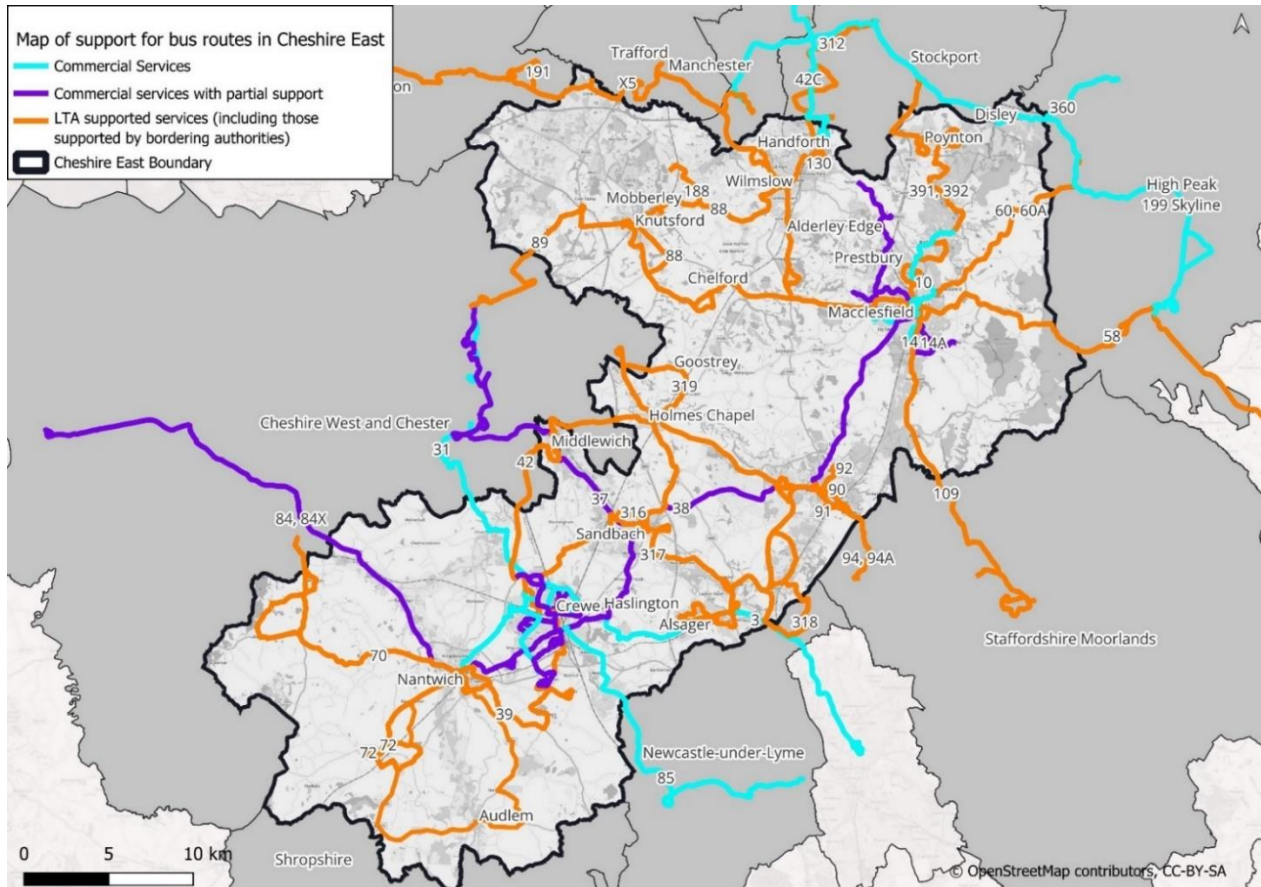 Map of support for bus routes in Cheshire East
Commercial Services
Commercial services with partial support
LTA supported services (including those
supported by bordering authorities)
Cheshire East Boundary
312
Trafford
Stockport
Manchester
191
X5
42C
on
360
Disley
Handforth
Poynton
130
Wilmslow
188
391, 392
High Peak
199 Skyline
Mobberley
88
60, 60A
Knutsford
Alderley Edge
89
88
Prestbury
Chelford
10
Macclesfield
58
14 14A
Goostrey
319
Holmes Chapel
Cheshire West and Chester
Middlewich
31
42
92
90
109
37
91
84, 84X
316
38
Sandbach
317
94, 94A
Crewe
Haslington
Alsager
3
318
Staffordshire Moorlands
70
Nantwich
39
72
72
Newcastle-under-Lyme
85
Audlem
0 5 10 km
Shropshire
© OpenStreetMap contributors, CC-BY-SA